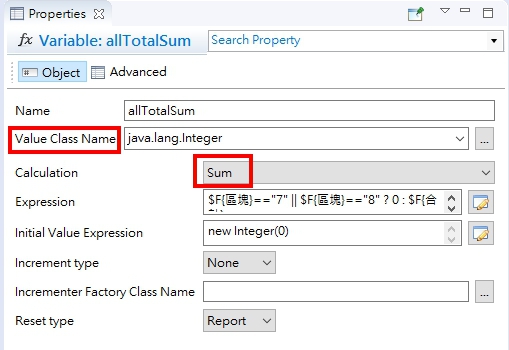 Properties
fx Variable: allTotalSum
Search Property
Object
Advanced
Name
allTotalSum
Value Class Name
java.lang.Integer
...
Calculation
Sum
Expression
$F{區塊}=="7" || $F{區塊}=="8" ? 0 : $F{合
Initial Value Expression
new Integer(0)
Increment type
None
Incrementer Factory Class Name
...
Reset type
Report